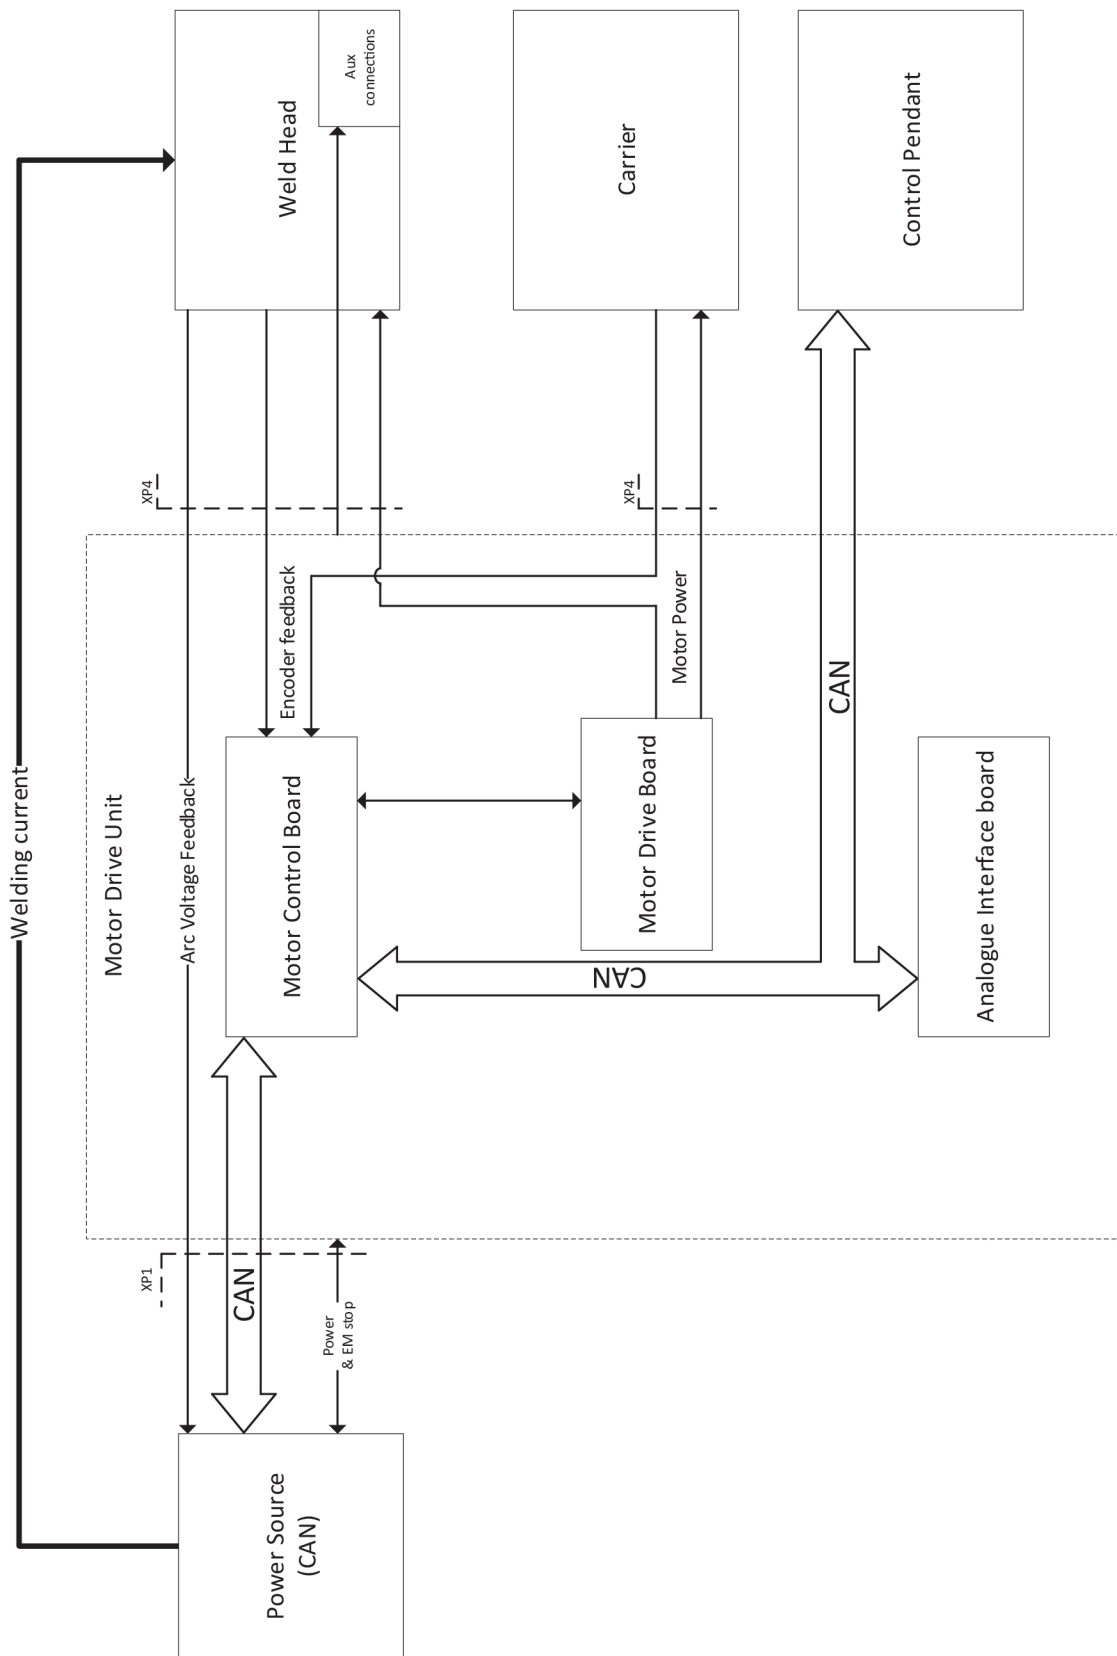 Welding current
Motor Drive Unit
Arc Voltage Feedback
Power Source
(CAN)
XP1
CAN
Power
& EM stop
Motor Control Board
Encoder feedback
XP4
Weld Head
Aux
connections
Motor Drive Board
Motor Power
XP4
Carrier
CAN
CAN
Analogue Interface board
Control Pendant